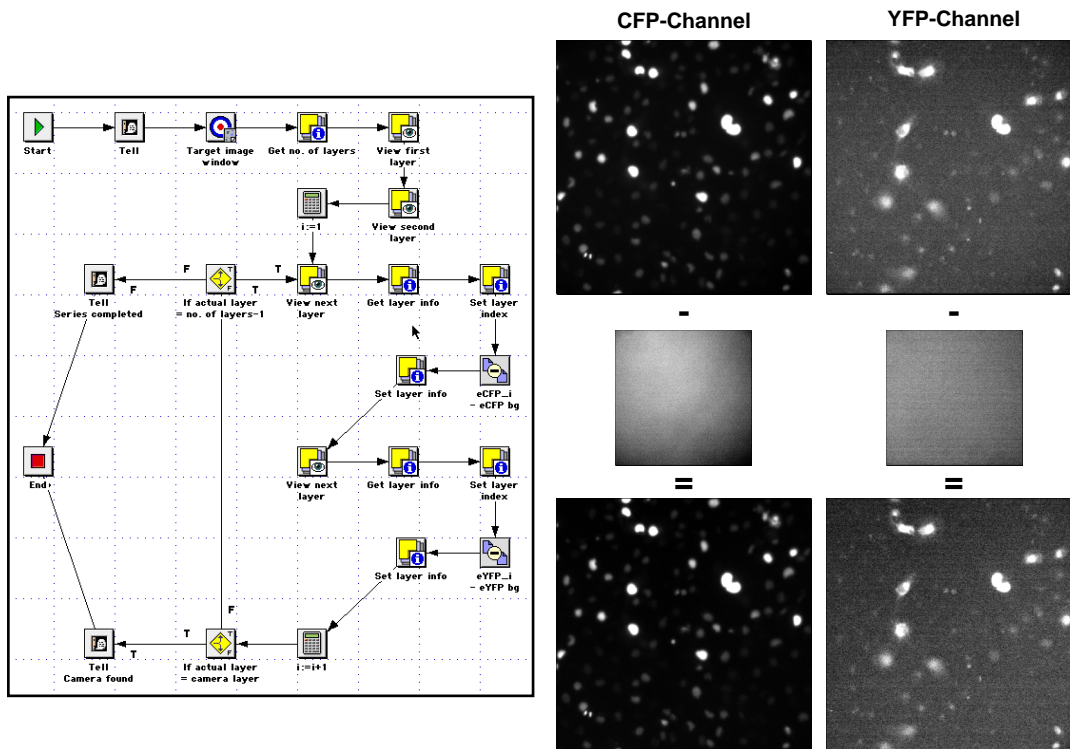 CFP-Channel
YFP-Channel
Start
Tell
Target image
window
Get no. of layers
View first
layer
i:=1
View second
layer
F
F
T
T
Tell
Series completed
If actual layer
= no. of layers-1
View next
layer
Get layer info
Set layer
index
Set layer info
eCFP_i
- eCFP bg
End
View next
layer
Get layer info
Set layer
index
Set layer info
eYFP_i
- eYFP bg
F
T
T
Tell
Camera found
If actual layer
= camera layer
i:=i+1
-
-
=
=